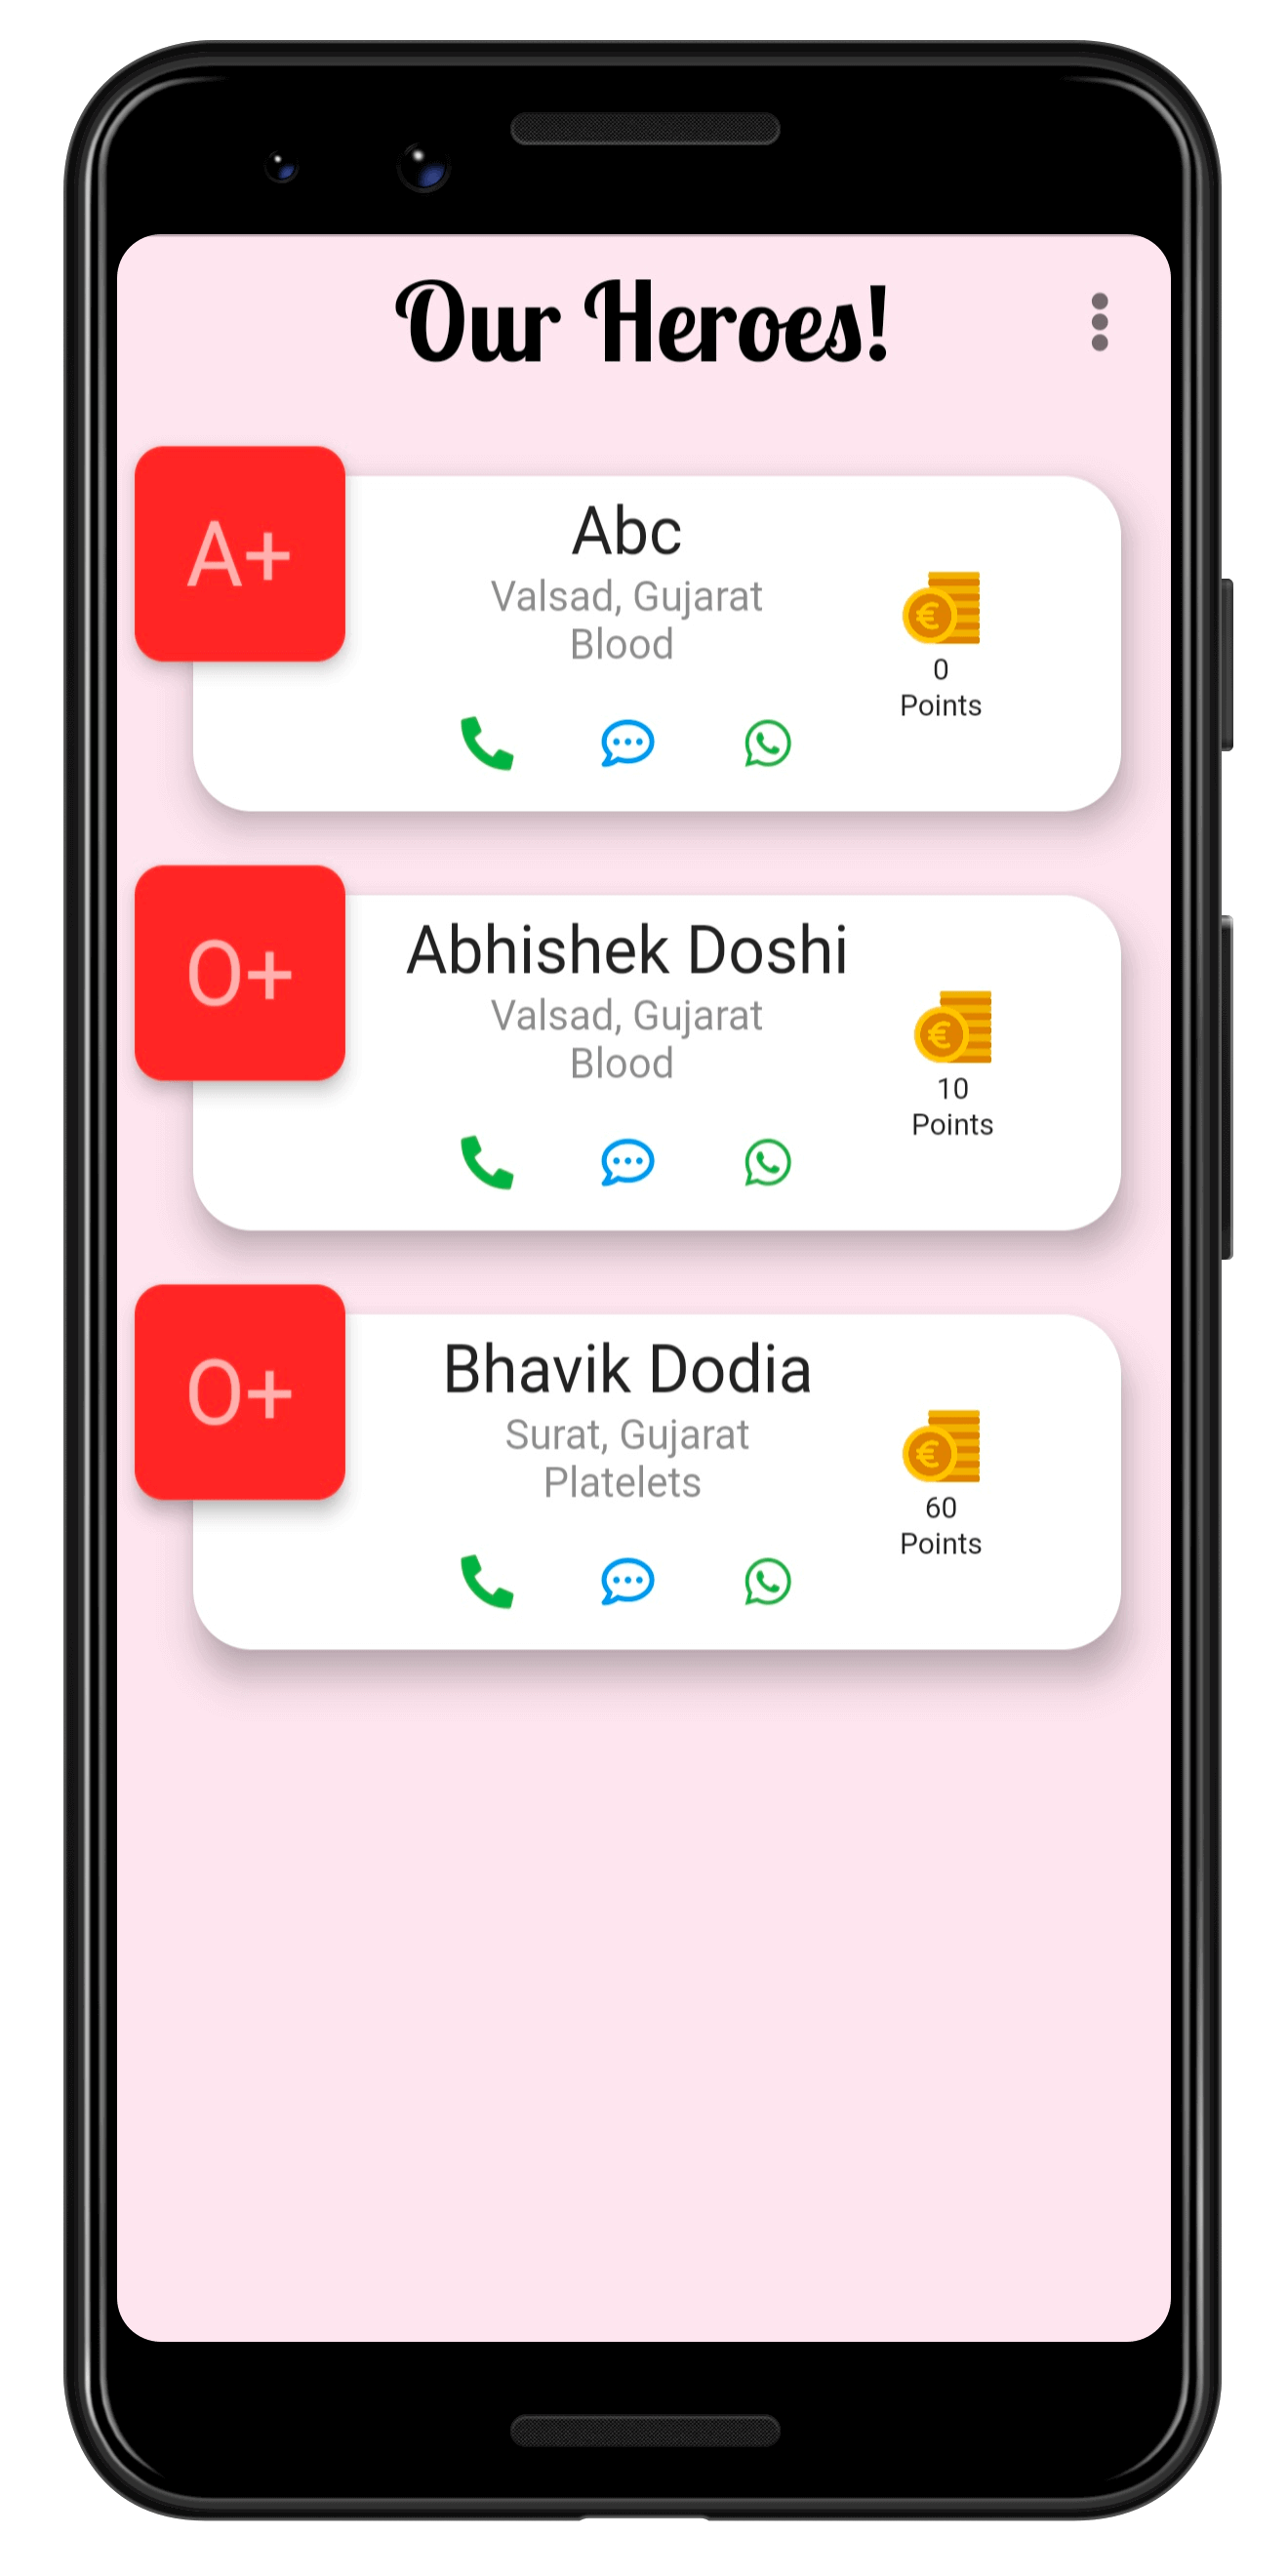 Our Heroes!
A+
Abc
Valsad, Gujarat
Blood
0
Points
O+
Abhishek Doshi
Valsad, Gujarat
Blood
10
Points
O+
Bhavik Dodia
Surat, Gujarat
Platelets
60
Points